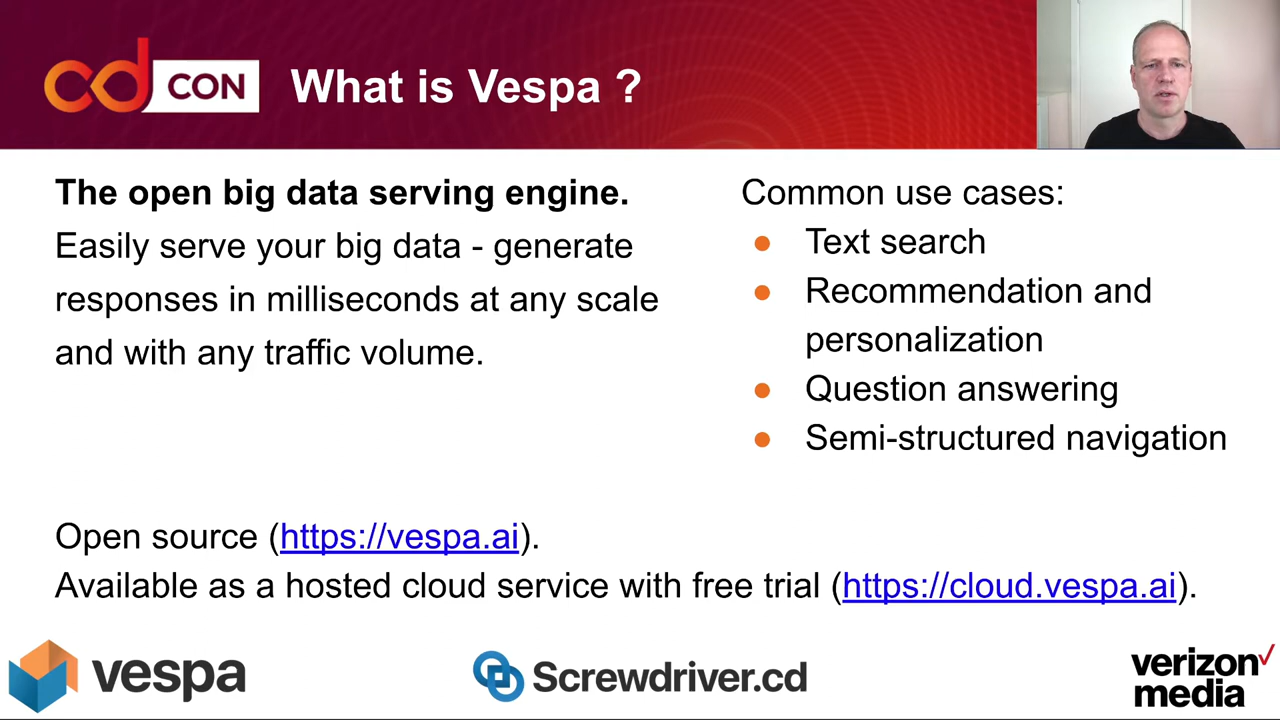 cd CON
What is Vespa ?
The open big data serving engine.
Easily serve your big data - generate
responses in milliseconds at any scale
and with any traffic volume.
Common use cases:
● Text search
● Recommendation and
personalization
● Question answering
● Semi-structured navigation
Open source (https://vespa.ai).
Available as a hosted cloud service with free trial (https://cloud.vespa.ai).
vespa
Screwdriver.cd
verizon✓
media